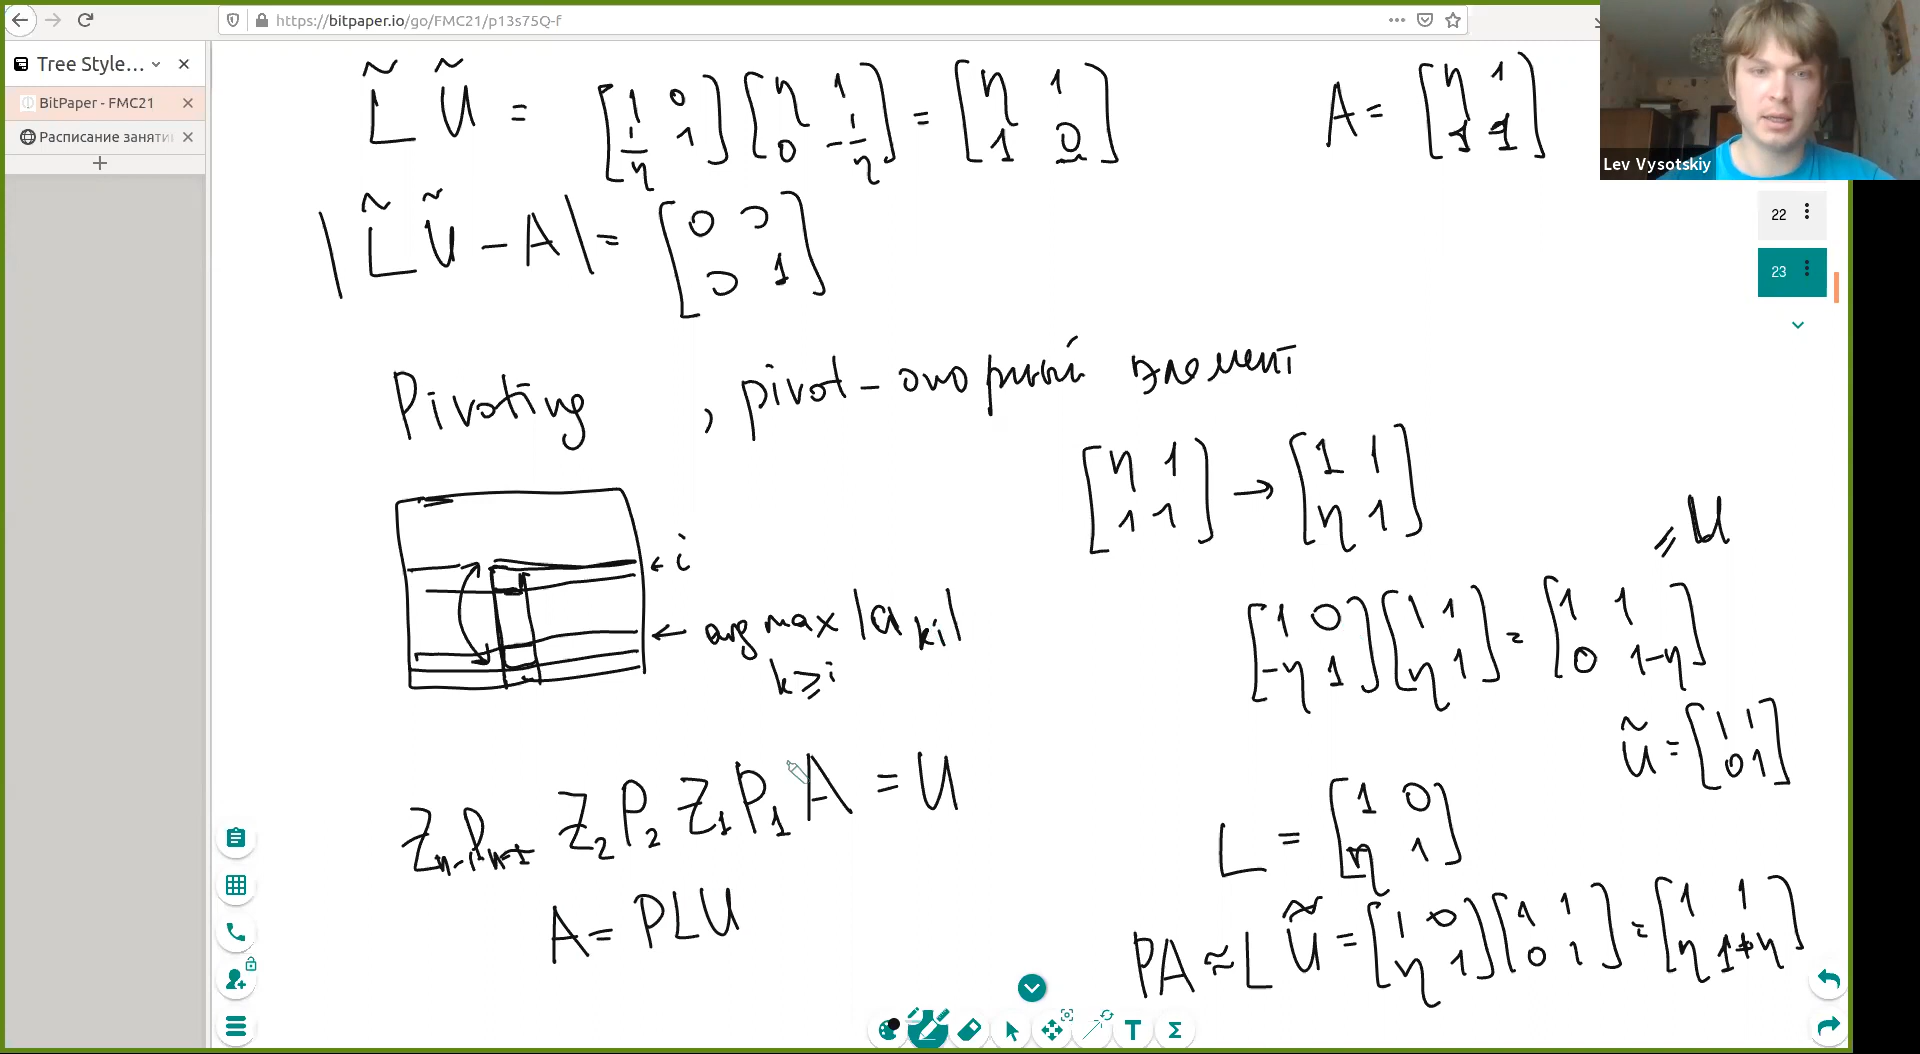 https://bitpaper.io/go/FMC21/p13s75Q-f
Tree Style...
BitPaper - FMC21
Расписание заняти
L̃ Ũ = [1 0; 1/η 1] [η 1; 0 -1/η] = [η 1; 1 0]
A = [η 1; 1 1]
Lev Vysotskiy
22
23
|L̃ Ũ - A| = [0 0; 0 1]
Pivoting , pivot - опорный элемент
[η 1; 1 1] → [1 1; η 1]
← i
← arg max |a_ki|
k ⩾ i
= U
[1 0; -η 1] [1 1; η 1] = [1 1; 0 1-η]
Ũ = [1 1; 0 1]
Z_n-1 P_n-1 Z_2 P_2 Z_1 P_1 A = U
L = [1 0; η 1]
A = PLU
PA ≈ L Ũ = [1 0; η 1] [1 1; 0 1] = [1 1; η 1+η]
T
Σ